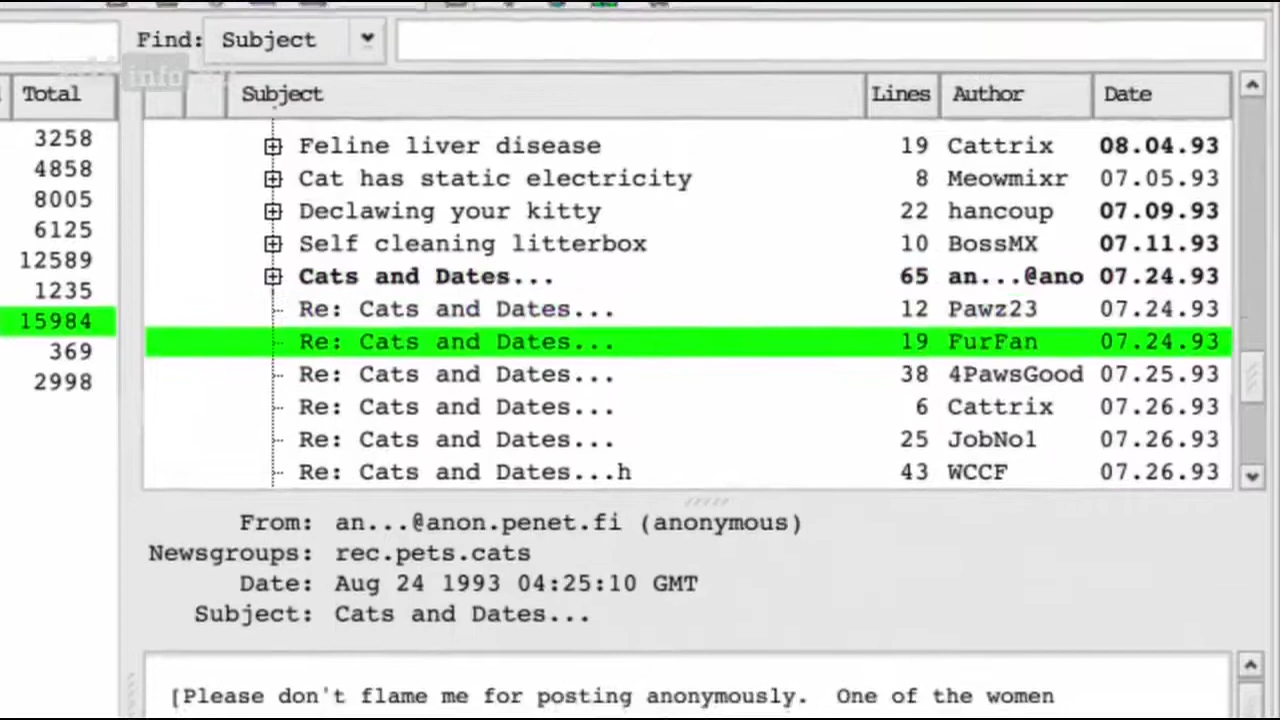 Find: Subject
info
Total Subject Lines Author Date
3258
4858
8005
6125
12589
1235
15984
369
2998
Feline liver disease 19 Cattrix 08.04.93
Cat has static electricity 8 Meowmixr 07.05.93
Declawing your kitty 22 hancoup 07.09.93
Self cleaning litterbox 10 BossMX 07.11.93
Cats and Dates... 65 an...@ano 07.24.93
Re: Cats and Dates... 12 Pawz23 07.24.93
Re: Cats and Dates... 19 FurFan 07.24.93
Re: Cats and Dates... 38 4PawsGood 07.25.93
Re: Cats and Dates... 6 Cattrix 07.26.93
Re: Cats and Dates... 25 JobNo1 07.26.93
Re: Cats and Dates...h 43 WCCF 07.26.93
From: an...@anon.penet.fi (anonymous)
Newsgroups: rec.pets.cats
Date: Aug 24 1993 04:25:10 GMT
Subject: Cats and Dates...
[Please don't flame me for posting anonymously. One of the women